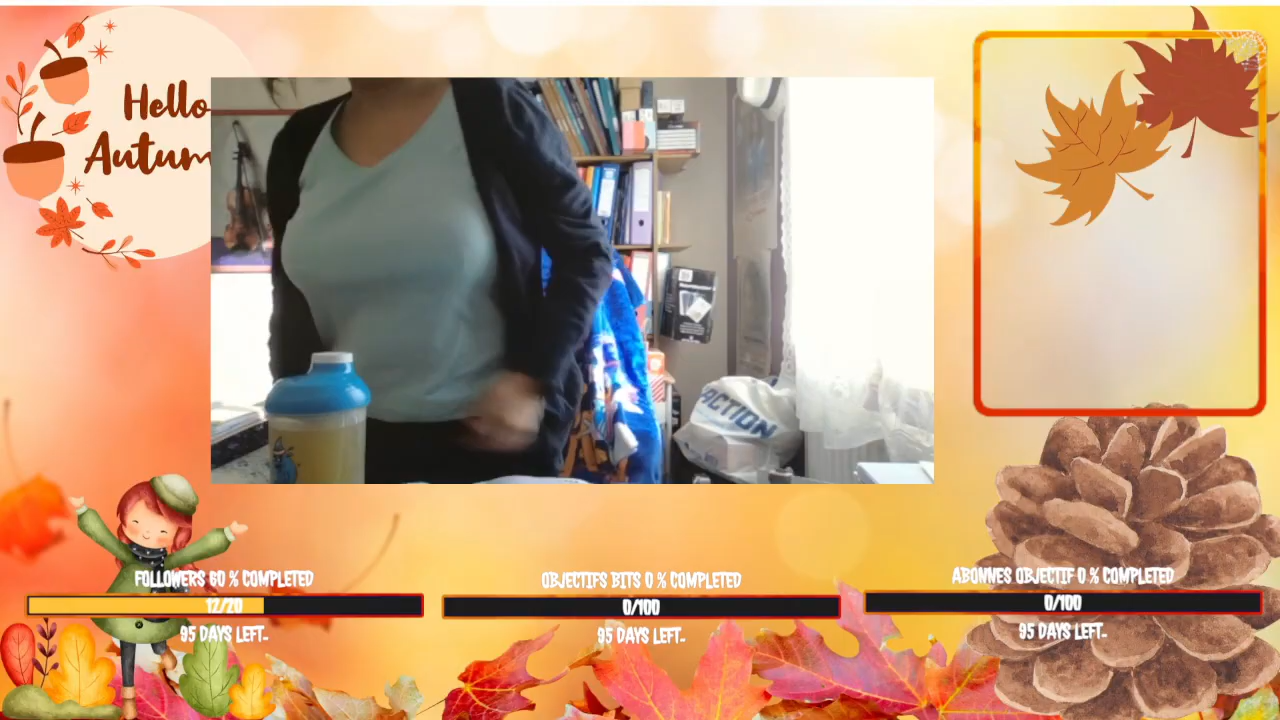 Hello
Autum
ACTION
FOLLOWERS 60 % COMPLETED
12/20
95 DAYS LEFT-
OBJECTIFS BITS 0 % COMPLETED
0/100
95 DAYS LEFT-
ABONNES OBJECTIF 0 % COMPLETED
0/100
95 DAYS LEFT-